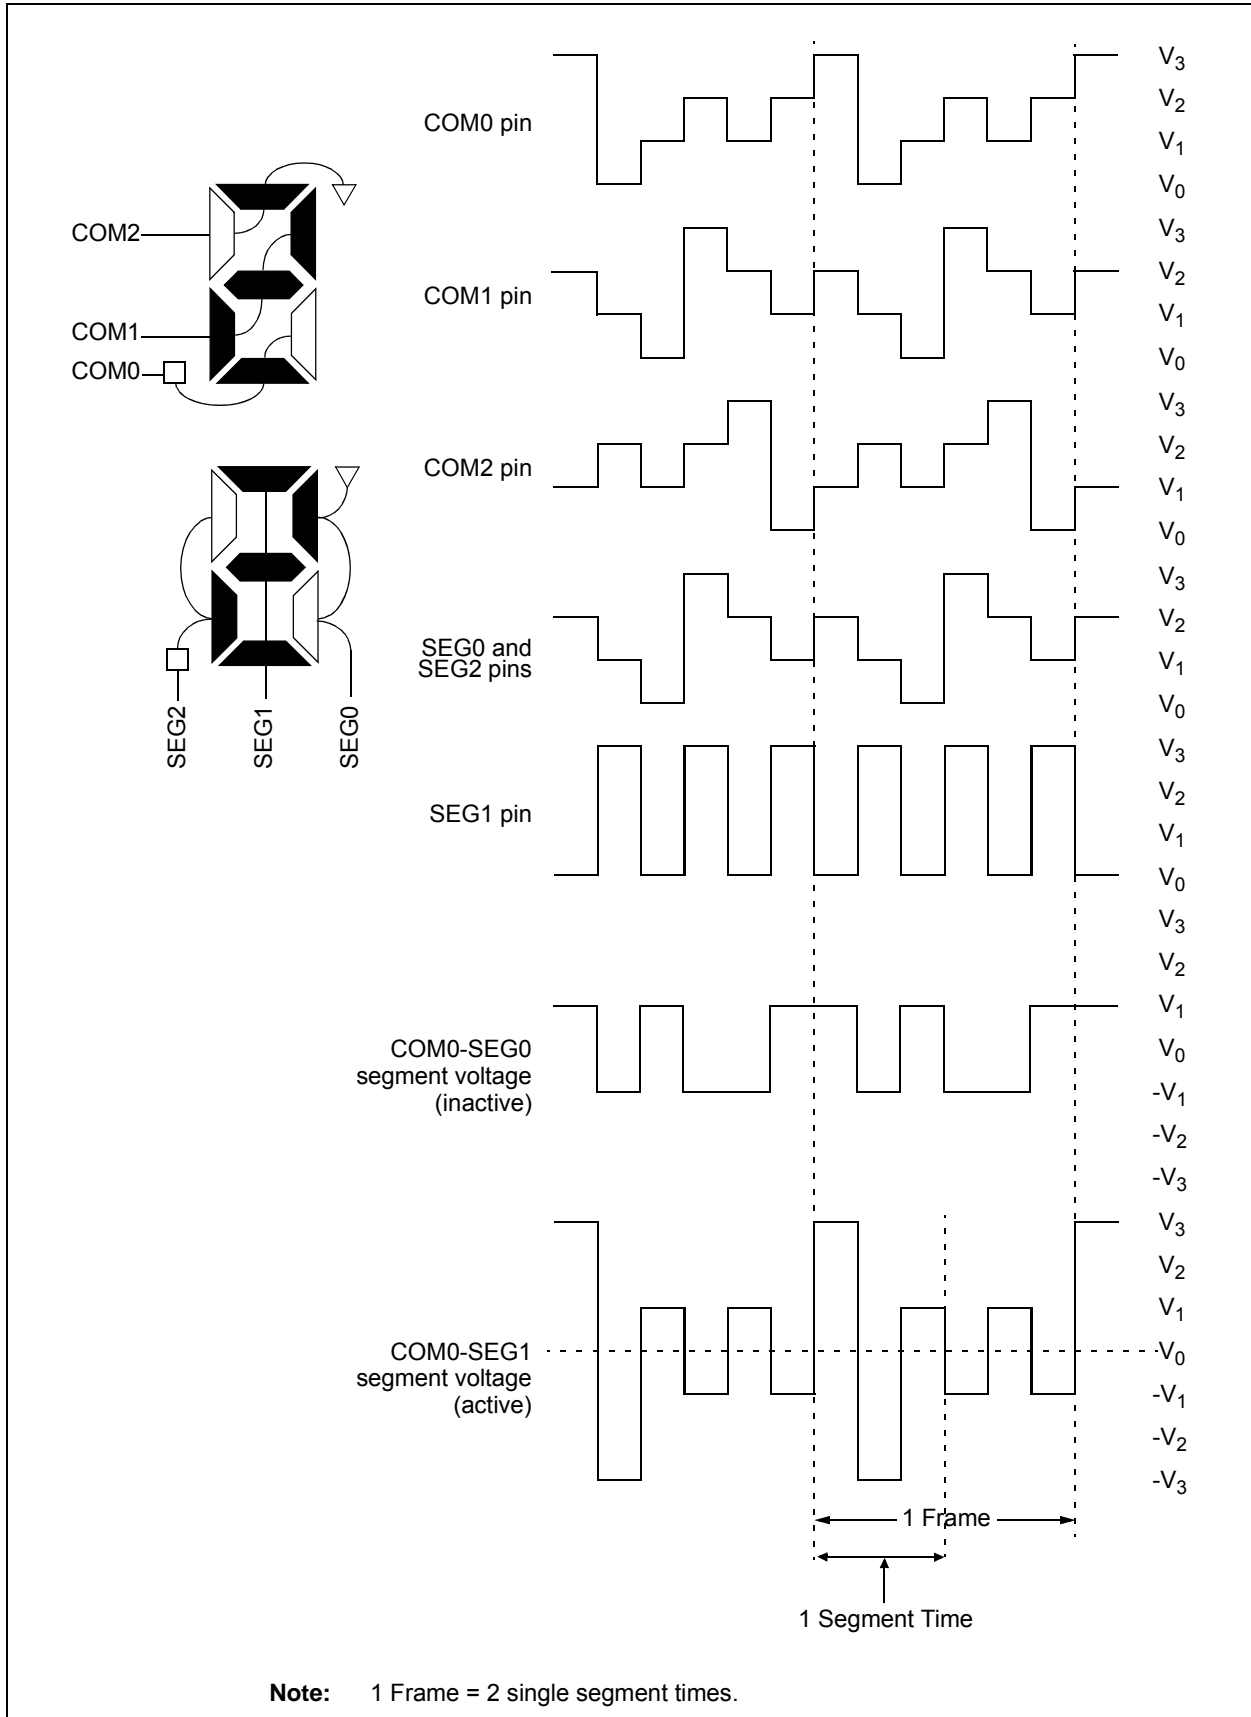 COM0 pin
V3
V2
V1
V0
COM2
COM1
COM0
COM1 pin
V3
V2
V1
V0
COM2 pin
V3
V2
V1
V0
SEG2
SEG1
SEG0
SEG0 and
SEG2 pins
V3
V2
V1
V0
SEG1 pin
V3
V2
V1
V0
COM0-SEG0
segment voltage
(inactive)
V3
V2
V1
V0
-V1
-V2
-V3
COM0-SEG1
segment voltage
(active)
V3
V2
V1
V0
-V1
-V2
-V3
1 Frame
1 Segment Time
Note: 1 Frame = 2 single segment times.